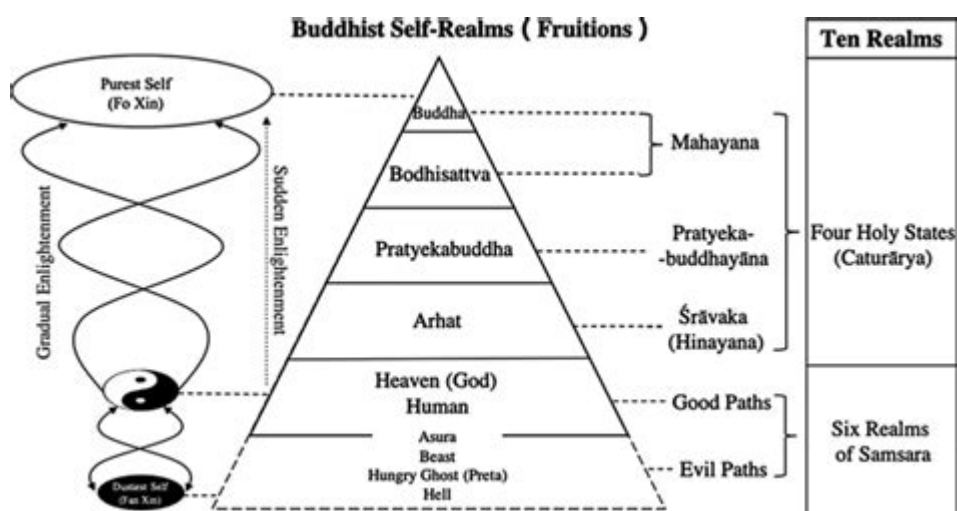 Buddhist Self-Realms ( Fruitions )
Ten Realms
Purest Self
(Fo Xin)
Gradual Enlightenment
Sudden Enlightenment
Dustiest Self
(Fan Xin)
Buddha
Bodhisattva
Pratyekabuddha
Arhat
Heaven (God)
Human
Asura
Beast
Hungry Ghost (Preta)
Hell
Mahayana
Pratyeka-
-buddhayāna
Śrāvaka
(Hinayana)
Good Paths
Evil Paths
Four Holy States
(Caturārya)
Six Realms
of Samsara